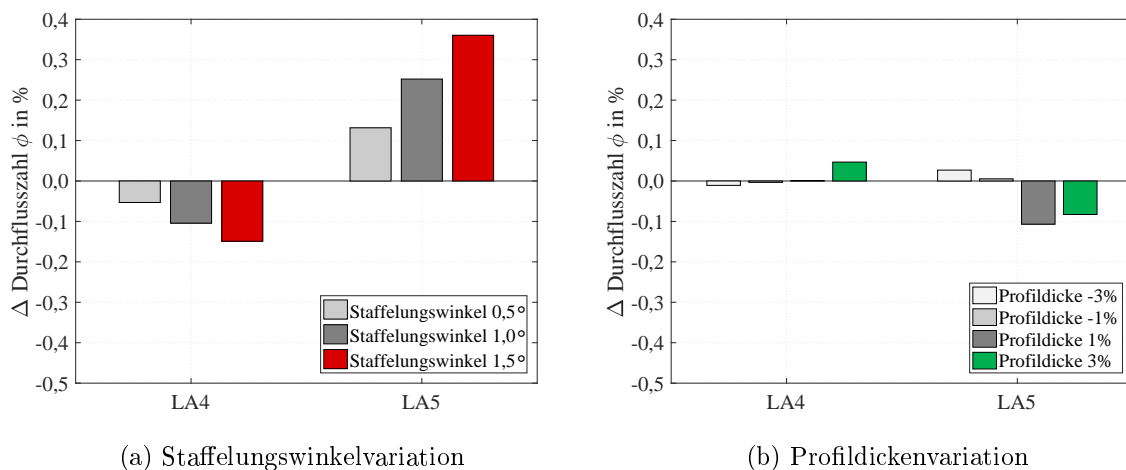 0,4
0,3
0,2
0,1
0,0
-0,1
-0,2
-0,3
-0,4
-0,5
Δ Durchflusszahl ϕ in %
Staffelungswinkel 0,5°
Staffelungswinkel 1,0°
Staffelungswinkel 1,5°
LA4 LA5
(a) Staffelungswinkelvariation
0,4
0,3
0,2
0,1
0,0
-0,1
-0,2
-0,3
-0,4
-0,5
Δ Durchflusszahl ϕ in %
Profildicke -3%
Profildicke -1%
Profildicke 1%
Profildicke 3%
LA4 LA5
(b) Profildickenvariation